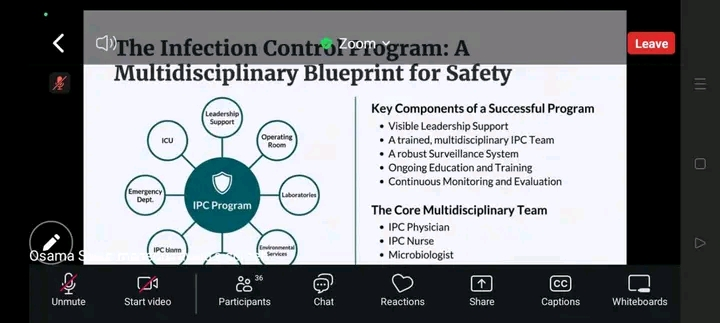 Zoom
Leave
The Infection Control Program: A
Multidisciplinary Blueprint for Safety
Leadership
Support
ICU
Operating
Room
Emergency
Dept.
IPC Program
Laboratories
IPC
Environmental
Services
Key Components of a Successful Program
• Visible Leadership Support
• A trained, multidisciplinary IPC Team
• A robust Surveillance System
• Ongoing Education and Training
• Continuous Monitoring and Evaluation
The Core Multidisciplinary Team
• IPC Physician
• IPC Nurse
• Microbiologist
Osama
Unmute
Start video
36
Participants
Chat
Reactions
Share
CC
Captions
Whiteboards